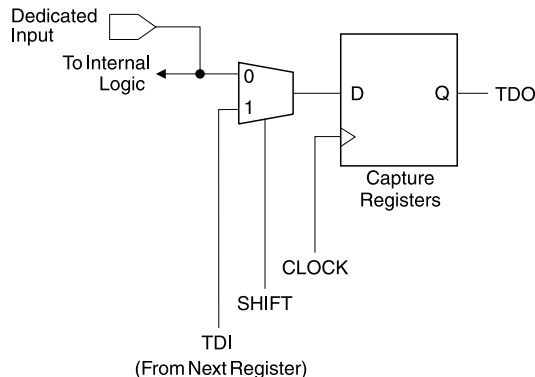 Dedicated
Input
To Internal
Logic
0
1
D
Q
TDO
Capture
Registers
CLOCK
SHIFT
TDI
(From Next Register)